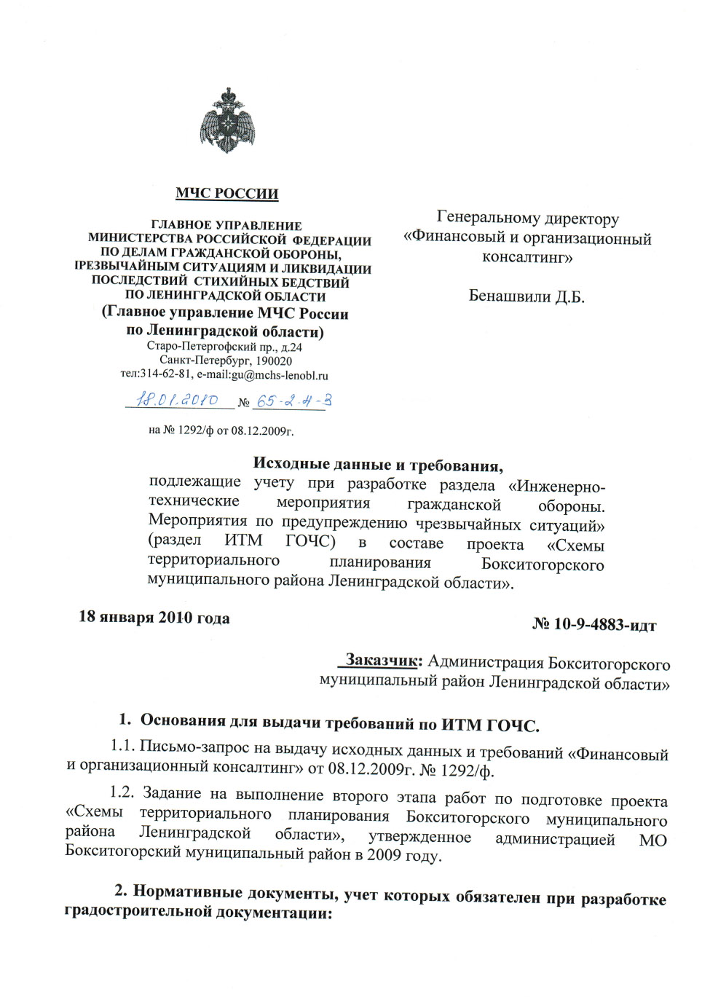 МЧС РОССИИ
ГЛАВНОЕ УПРАВЛЕНИЕ
МИНИСТЕРСТВА РОССИЙСКОЙ ФЕДЕРАЦИИ
ПО ДЕЛАМ ГРАЖДАНСКОЙ ОБОРОНЫ,
ЧРЕЗВЫЧАЙНЫМ СИТУАЦИЯМ И ЛИКВИДАЦИИ
ПОСЛЕДСТВИЙ СТИХИЙНЫХ БЕДСТВИЙ
ПО ЛЕНИНГРАДСКОЙ ОБЛАСТИ
(Главное управление МЧС России
по Ленинградской области)
Старо-Петергофский пр., д.24
Санкт-Петербург, 190020
тел:314-62-81, e-mail:gu@mchs-lenobl.ru
18.01.2010 № 65-2-4-3
на № 1292/ф от 08.12.2009г.
Генеральному директору
«Финансовый и организационный
консалтинг»
Бенашвили Д.Б.
Исходные данные и требования,
подлежащие учету при разработке раздела «Инженерно-
технические мероприятия гражданской обороны.
Мероприятия по предупреждению чрезвычайных ситуаций»
(раздел ИТМ ГОЧС) в составе проекта «Схемы
территориального планирования Бокситогорского
муниципального района Ленинградской области».
18 января 2010 года № 10-9-4883-идт
Заказчик: Администрация Бокситогорского
муниципальный район Ленинградской области»
1. Основания для выдачи требований по ИТМ ГОЧС.
1.1. Письмо-запрос на выдачу исходных данных и требований «Финансовый
и организационный консалтинг» от 08.12.2009г. № 1292/ф.
1.2. Задание на выполнение второго этапа работ по подготовке проекта
«Схемы территориального планирования Бокситогорского муниципального
района Ленинградской области», утвержденное администрацией МО
Бокситогорский муниципальный район в 2009 году.
2. Нормативные документы, учет которых обязателен при разработке
градостроительной документации: